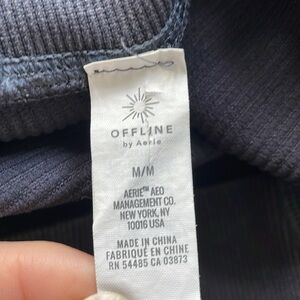 OFFLINE
by Aerie
M/M
AERIE™ AEO
MANAGEMENT CO.
NEW YORK, NY
10016 USA
MADE IN CHINA
FABRIQUÉ EN CHINE
RN 54485 CA 03873